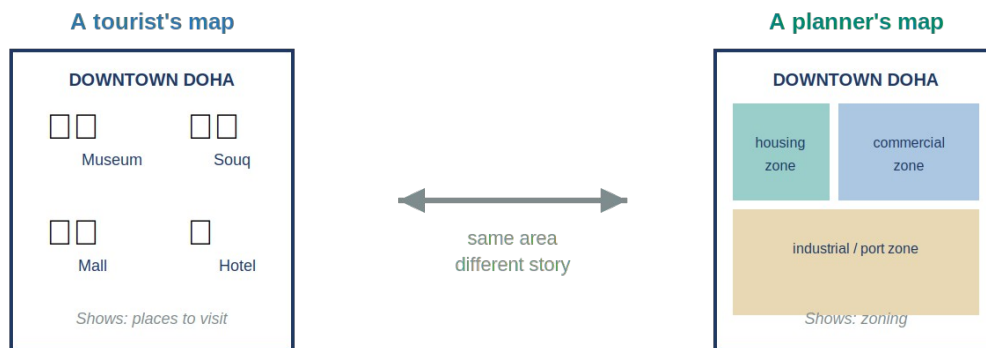 A tourist's map
DOWNTOWN DOHA
Museum
Souq
Mall
Hotel
Shows: places to visit
same area
different story
A planner's map
DOWNTOWN DOHA
housing
zone
commercial
zone
industrial / port zone
Shows: zoning